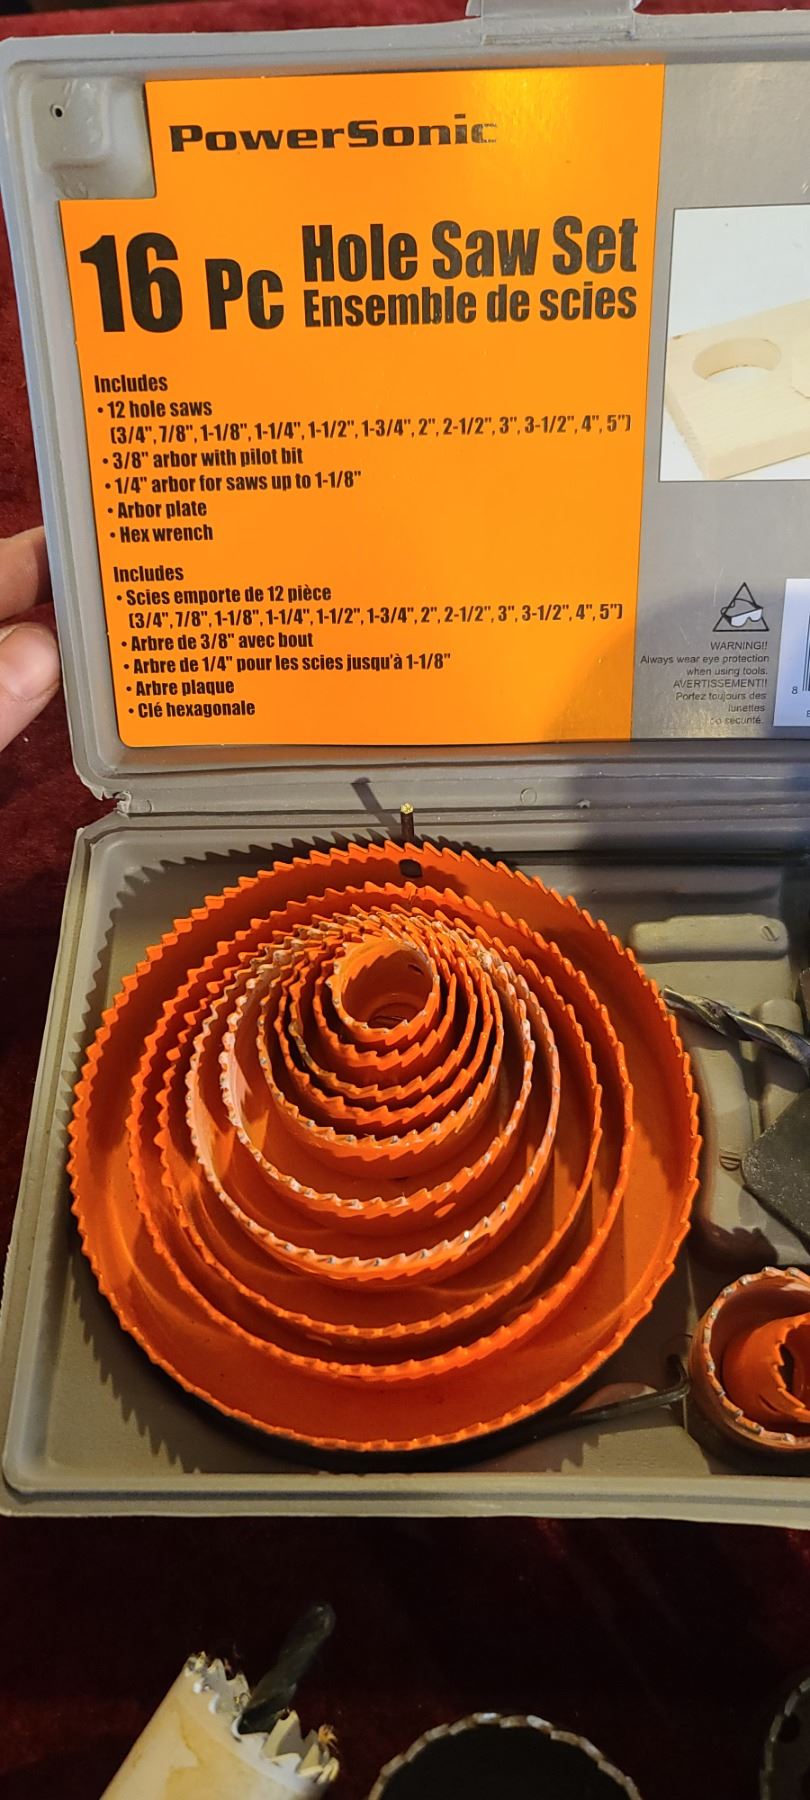 PowerSonic
16 Pc Hole Saw Set
Ensemble de scies
Includes
• 12 hole saws
(3/4", 7/8", 1-1/8", 1-1/4", 1-1/2", 1-3/4", 2", 2-1/2", 3", 3-1/2", 4", 5")
• 3/8" arbor with pilot bit
• 1/4" arbor for saws up to 1-1/8"
• Arbor plate
• Hex wrench
Includes
• Scies emporte de 12 pièce
(3/4", 7/8", 1-1/8", 1-1/4", 1-1/2", 1-3/4", 2", 2-1/2", 3", 3-1/2", 4", 5")
• Arbre de 3/8" avec bout
• Arbre de 1/4" pour les scies jusqu'à 1-1/8"
• Arbre plaque
• Clé hexagonale
WARNING!!
Always wear eye protection
when using tools.
AVERTISSEMENT!!
Portez toujours des
lunettes
sécurité.
8